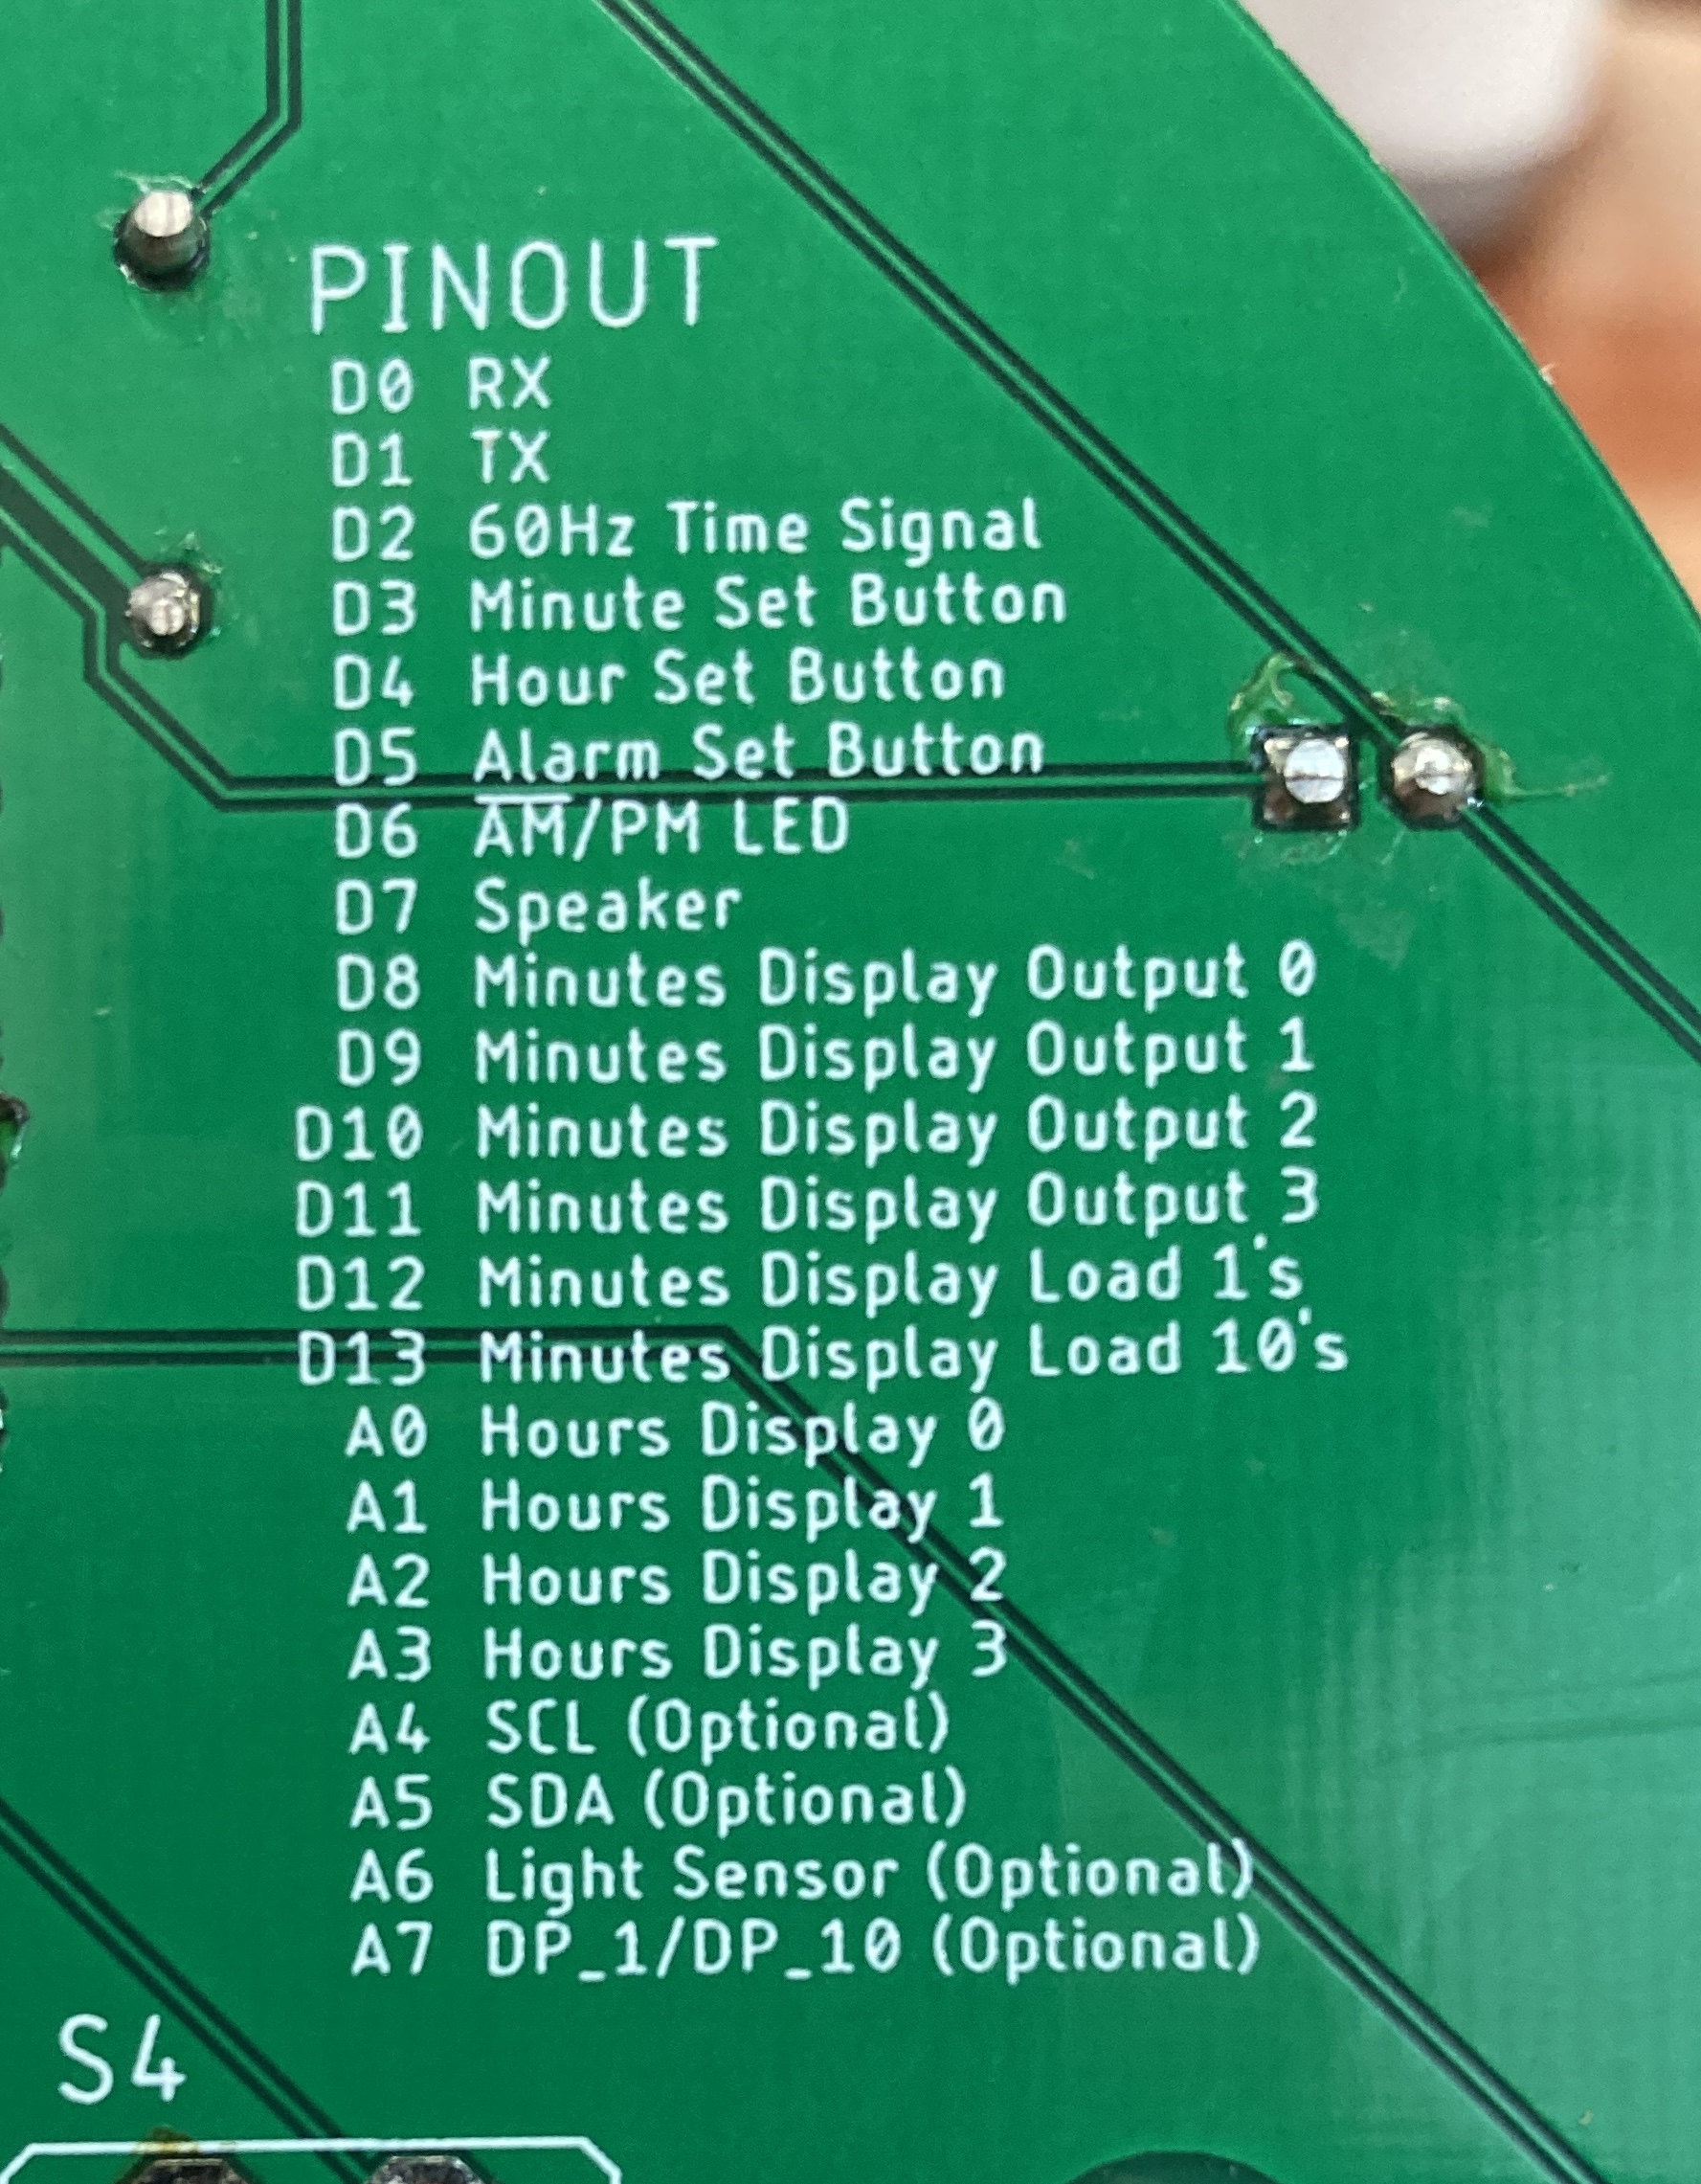 PINOUT
D0 RX
D1 TX
D2 60Hz Time Signal
D3 Minute Set Button
D4 Hour Set Button
D5 Alarm Set Button
D6 A̅M̅/PM LED
D7 Speaker
D8 Minutes Display Output 0
D9 Minutes Display Output 1
D10 Minutes Display Output 2
D11 Minutes Display Output 3
D12 Minutes Display Load 1's
D13 Minutes Display Load 10's
A0 Hours Display 0
A1 Hours Display 1
A2 Hours Display 2
A3 Hours Display 3
A4 SCL (Optional)
A5 SDA (Optional)
A6 Light Sensor (Optional)
A7 DP_1/DP_10 (Optional)
S4